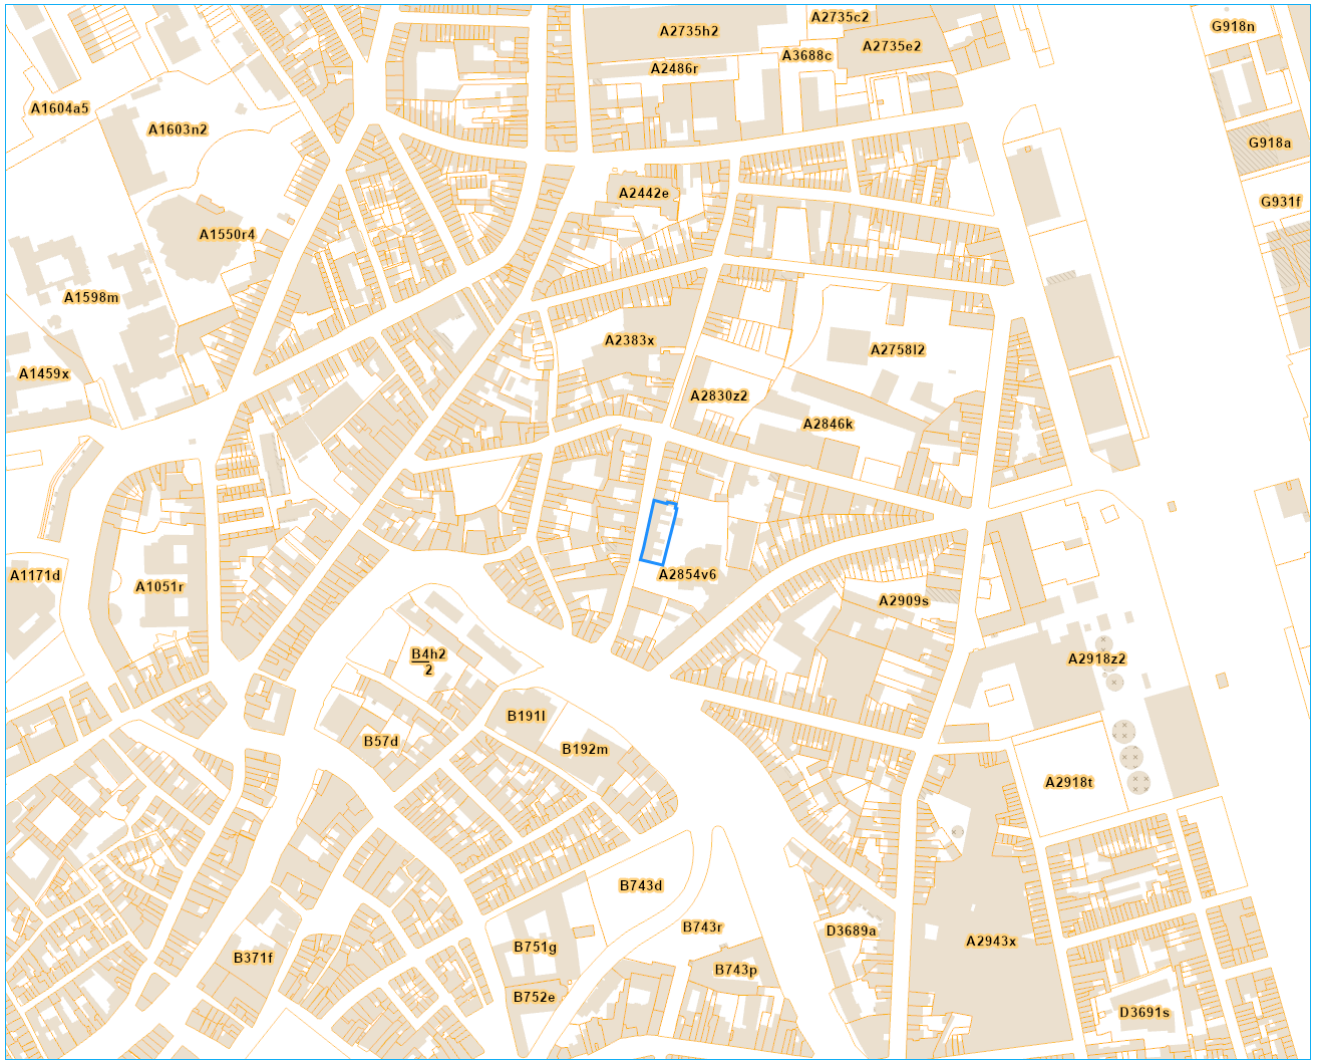 A2735c2
A2735h2
G918n
A2735e2
A3688c
A2486r
A1604a5
A1603n2
G918a
A2442e
G931f
A1550r4
A1598m
A2383x
A2758l2
A1459x
A2830z2
A2846k
A1171d
A2854v6
A1051r
A2909s
B4h2
2
A2918z2
B191l
B57d
B192m
A2918t
B743d
B743r
D3689a
A2943x
B751g
B371f
B743p
B752e
D3691s